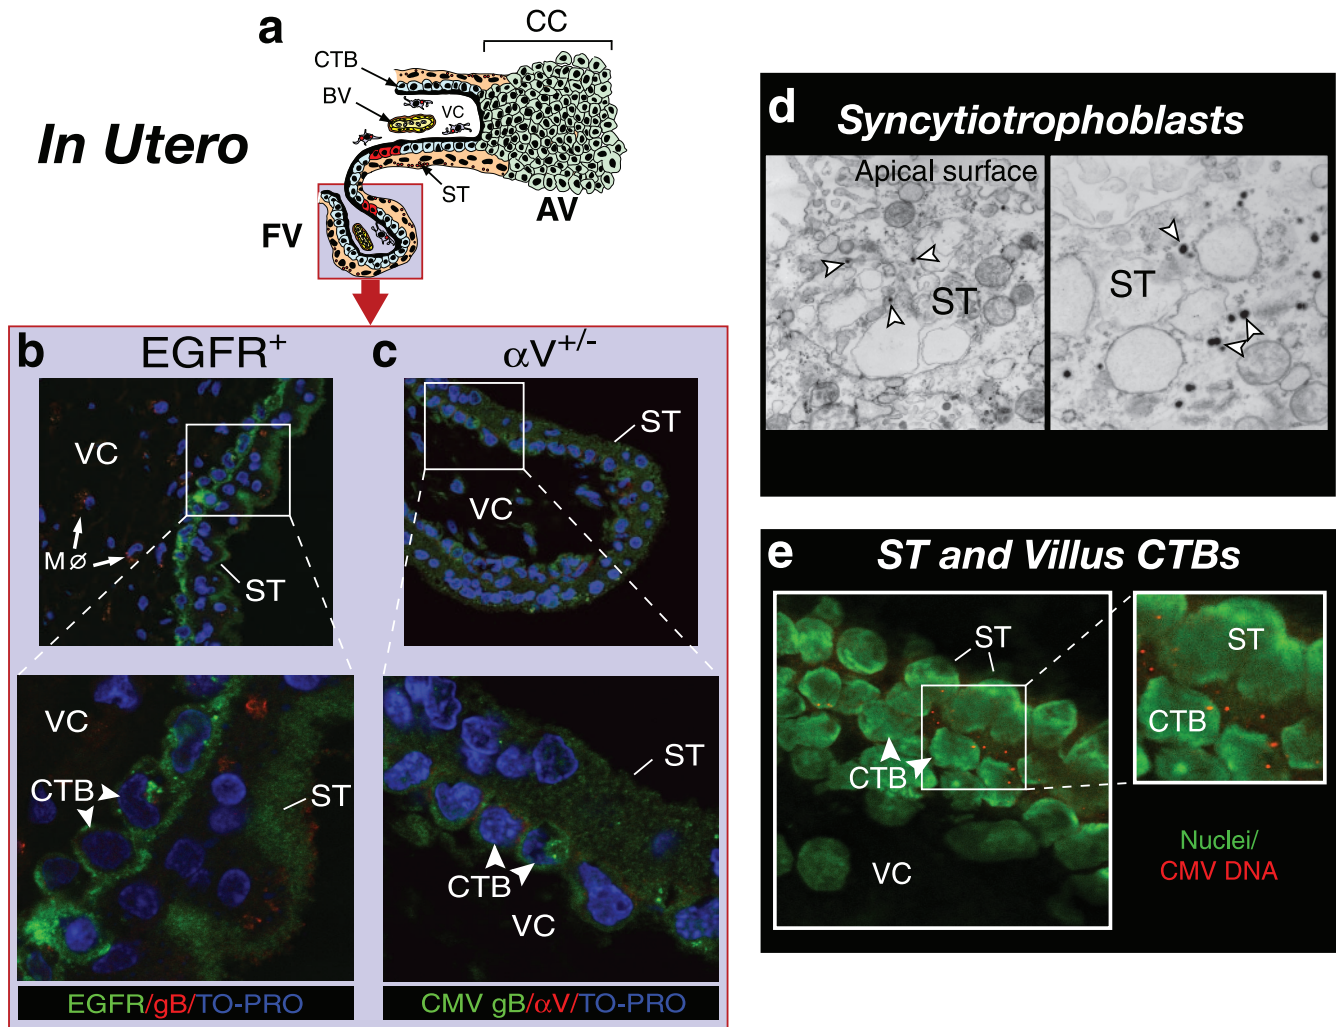 a
In Utero
CC
CTB
BV
VC
ST
AV
FV
b
EGFR+
VC
MØ
ST
VC
CTB
ST
EGFR/gB/TO-PRO
c
αV+/-
ST
VC
ST
CTB
VC
CMV gB/αV/TO-PRO
d
Syncytiotrophoblasts
Apical surface
ST
ST
e
ST and Villus CTBs
ST
CTB
VC
ST
CTB
Nuclei/
CMV DNA